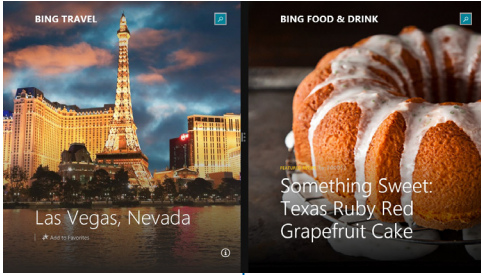 BING TRAVEL
Las Vegas, Nevada
Add to Favorites
BING FOOD & DRINK
Something Sweet:
Texas Ruby Red
Grapefruit Cake